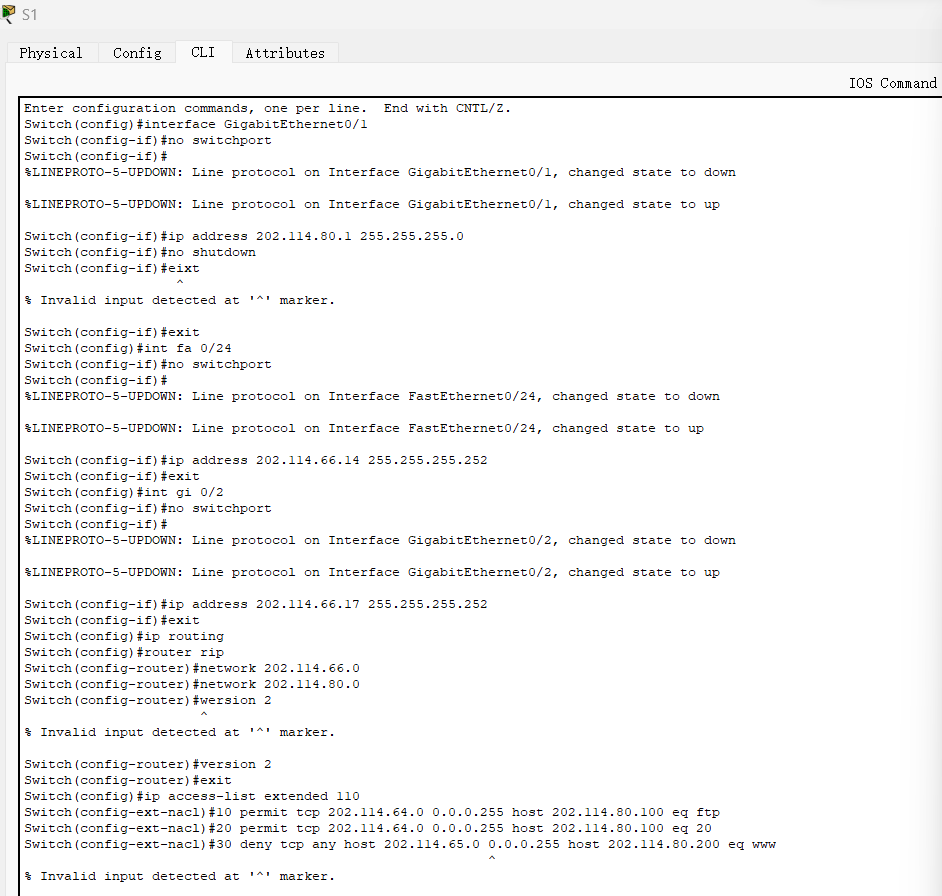 S1
Physical Config CLI Attributes
IOS Command
Enter configuration commands, one per line.  End with CNTL/Z.
Switch(config)#interface GigabitEthernet0/1
Switch(config-if)#no switchport
Switch(config-if)#
%LINEPROTO-5-UPDOWN: Line protocol on Interface GigabitEthernet0/1, changed state to down
%LINEPROTO-5-UPDOWN: Line protocol on Interface GigabitEthernet0/1, changed state to up
Switch(config-if)#ip address 202.114.80.1 255.255.255.0
Switch(config-if)#no shutdown
Switch(config-if)#eixt
^
% Invalid input detected at '^' marker.
Switch(config-if)#exit
Switch(config)#int fa 0/24
Switch(config-if)#no switchport
Switch(config-if)#
%LINEPROTO-5-UPDOWN: Line protocol on Interface FastEthernet0/24, changed state to down
%LINEPROTO-5-UPDOWN: Line protocol on Interface FastEthernet0/24, changed state to up
Switch(config-if)#ip address 202.114.66.14 255.255.255.252
Switch(config-if)#exit
Switch(config)#int gi 0/2
Switch(config-if)#no switchport
Switch(config-if)#
%LINEPROTO-5-UPDOWN: Line protocol on Interface GigabitEthernet0/2, changed state to down
%LINEPROTO-5-UPDOWN: Line protocol on Interface GigabitEthernet0/2, changed state to up
Switch(config-if)#ip address 202.114.66.17 255.255.255.252
Switch(config-if)#exit
Switch(config)#ip routing
Switch(config)#router rip
Switch(config-router)#network 202.114.66.0
Switch(config-router)#network 202.114.80.0
Switch(config-router)#wersion 2
^
% Invalid input detected at '^' marker.
Switch(config-router)#version 2
Switch(config-router)#exit
Switch(config)#ip access-list extended 110
Switch(config-ext-nacl)#10 permit tcp 202.114.64.0 0.0.0.255 host 202.114.80.100 eq ftp
Switch(config-ext-nacl)#20 permit tcp 202.114.64.0 0.0.0.255 host 202.114.80.100 eq 20
Switch(config-ext-nacl)#30 deny tcp any host 202.114.65.0 0.0.0.255 host 202.114.80.200 eq www
^
% Invalid input detected at '^' marker.